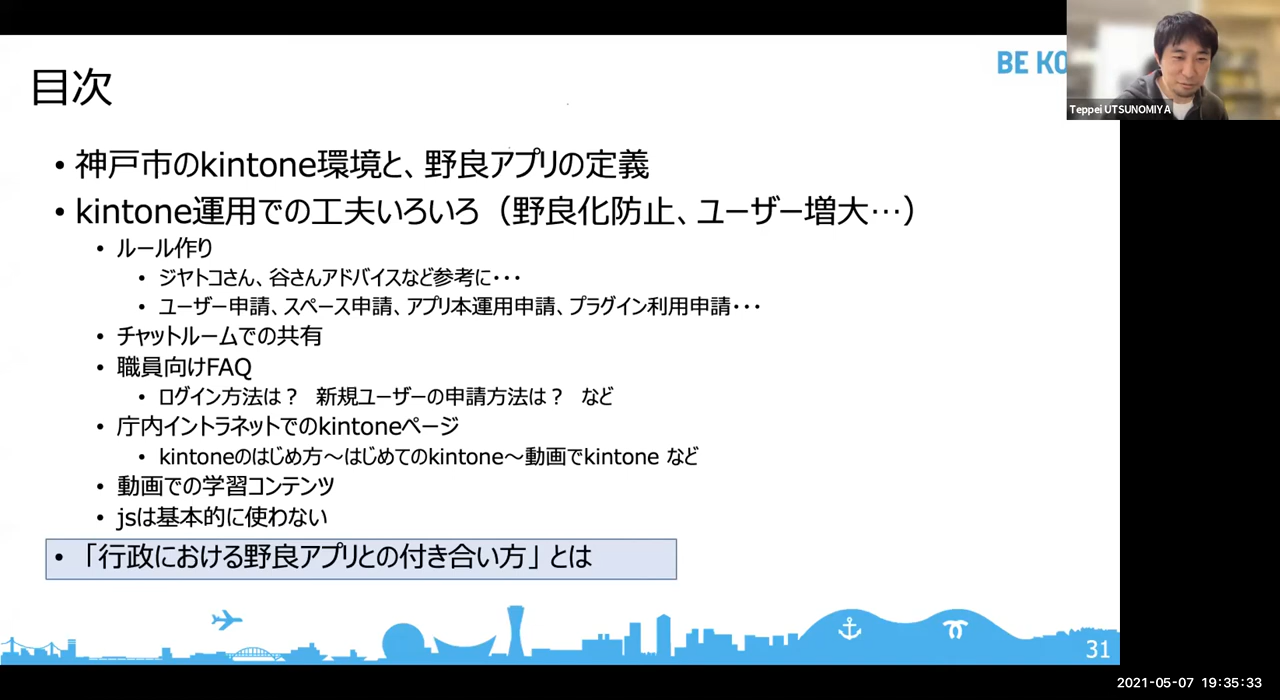 目次
BE KO
Teppei UTSUNOMIYA
• 神戸市のkintone環境と、野良アプリの定義
• kintone運用での工夫いろいろ（野良化防止、ユーザー増大…）
• ルール作り
• ジヤトコさん、谷さんアドバイスなど参考に･･･
• ユーザー申請、スペース申請、アプリ本運用申請、プラグイン利用申請･･･
• チャットルームでの共有
• 職員向けFAQ
• ログイン方法は？ 新規ユーザーの申請方法は？ など
• 庁内イントラネットでのkintoneページ
• kintoneのはじめ方～はじめてのkintone～動画でkintone など
• 動画での学習コンテンツ
• jsは基本的に使わない
• 「行政における野良アプリとの付き合い方」とは
31
2021-05-07 19:35:33